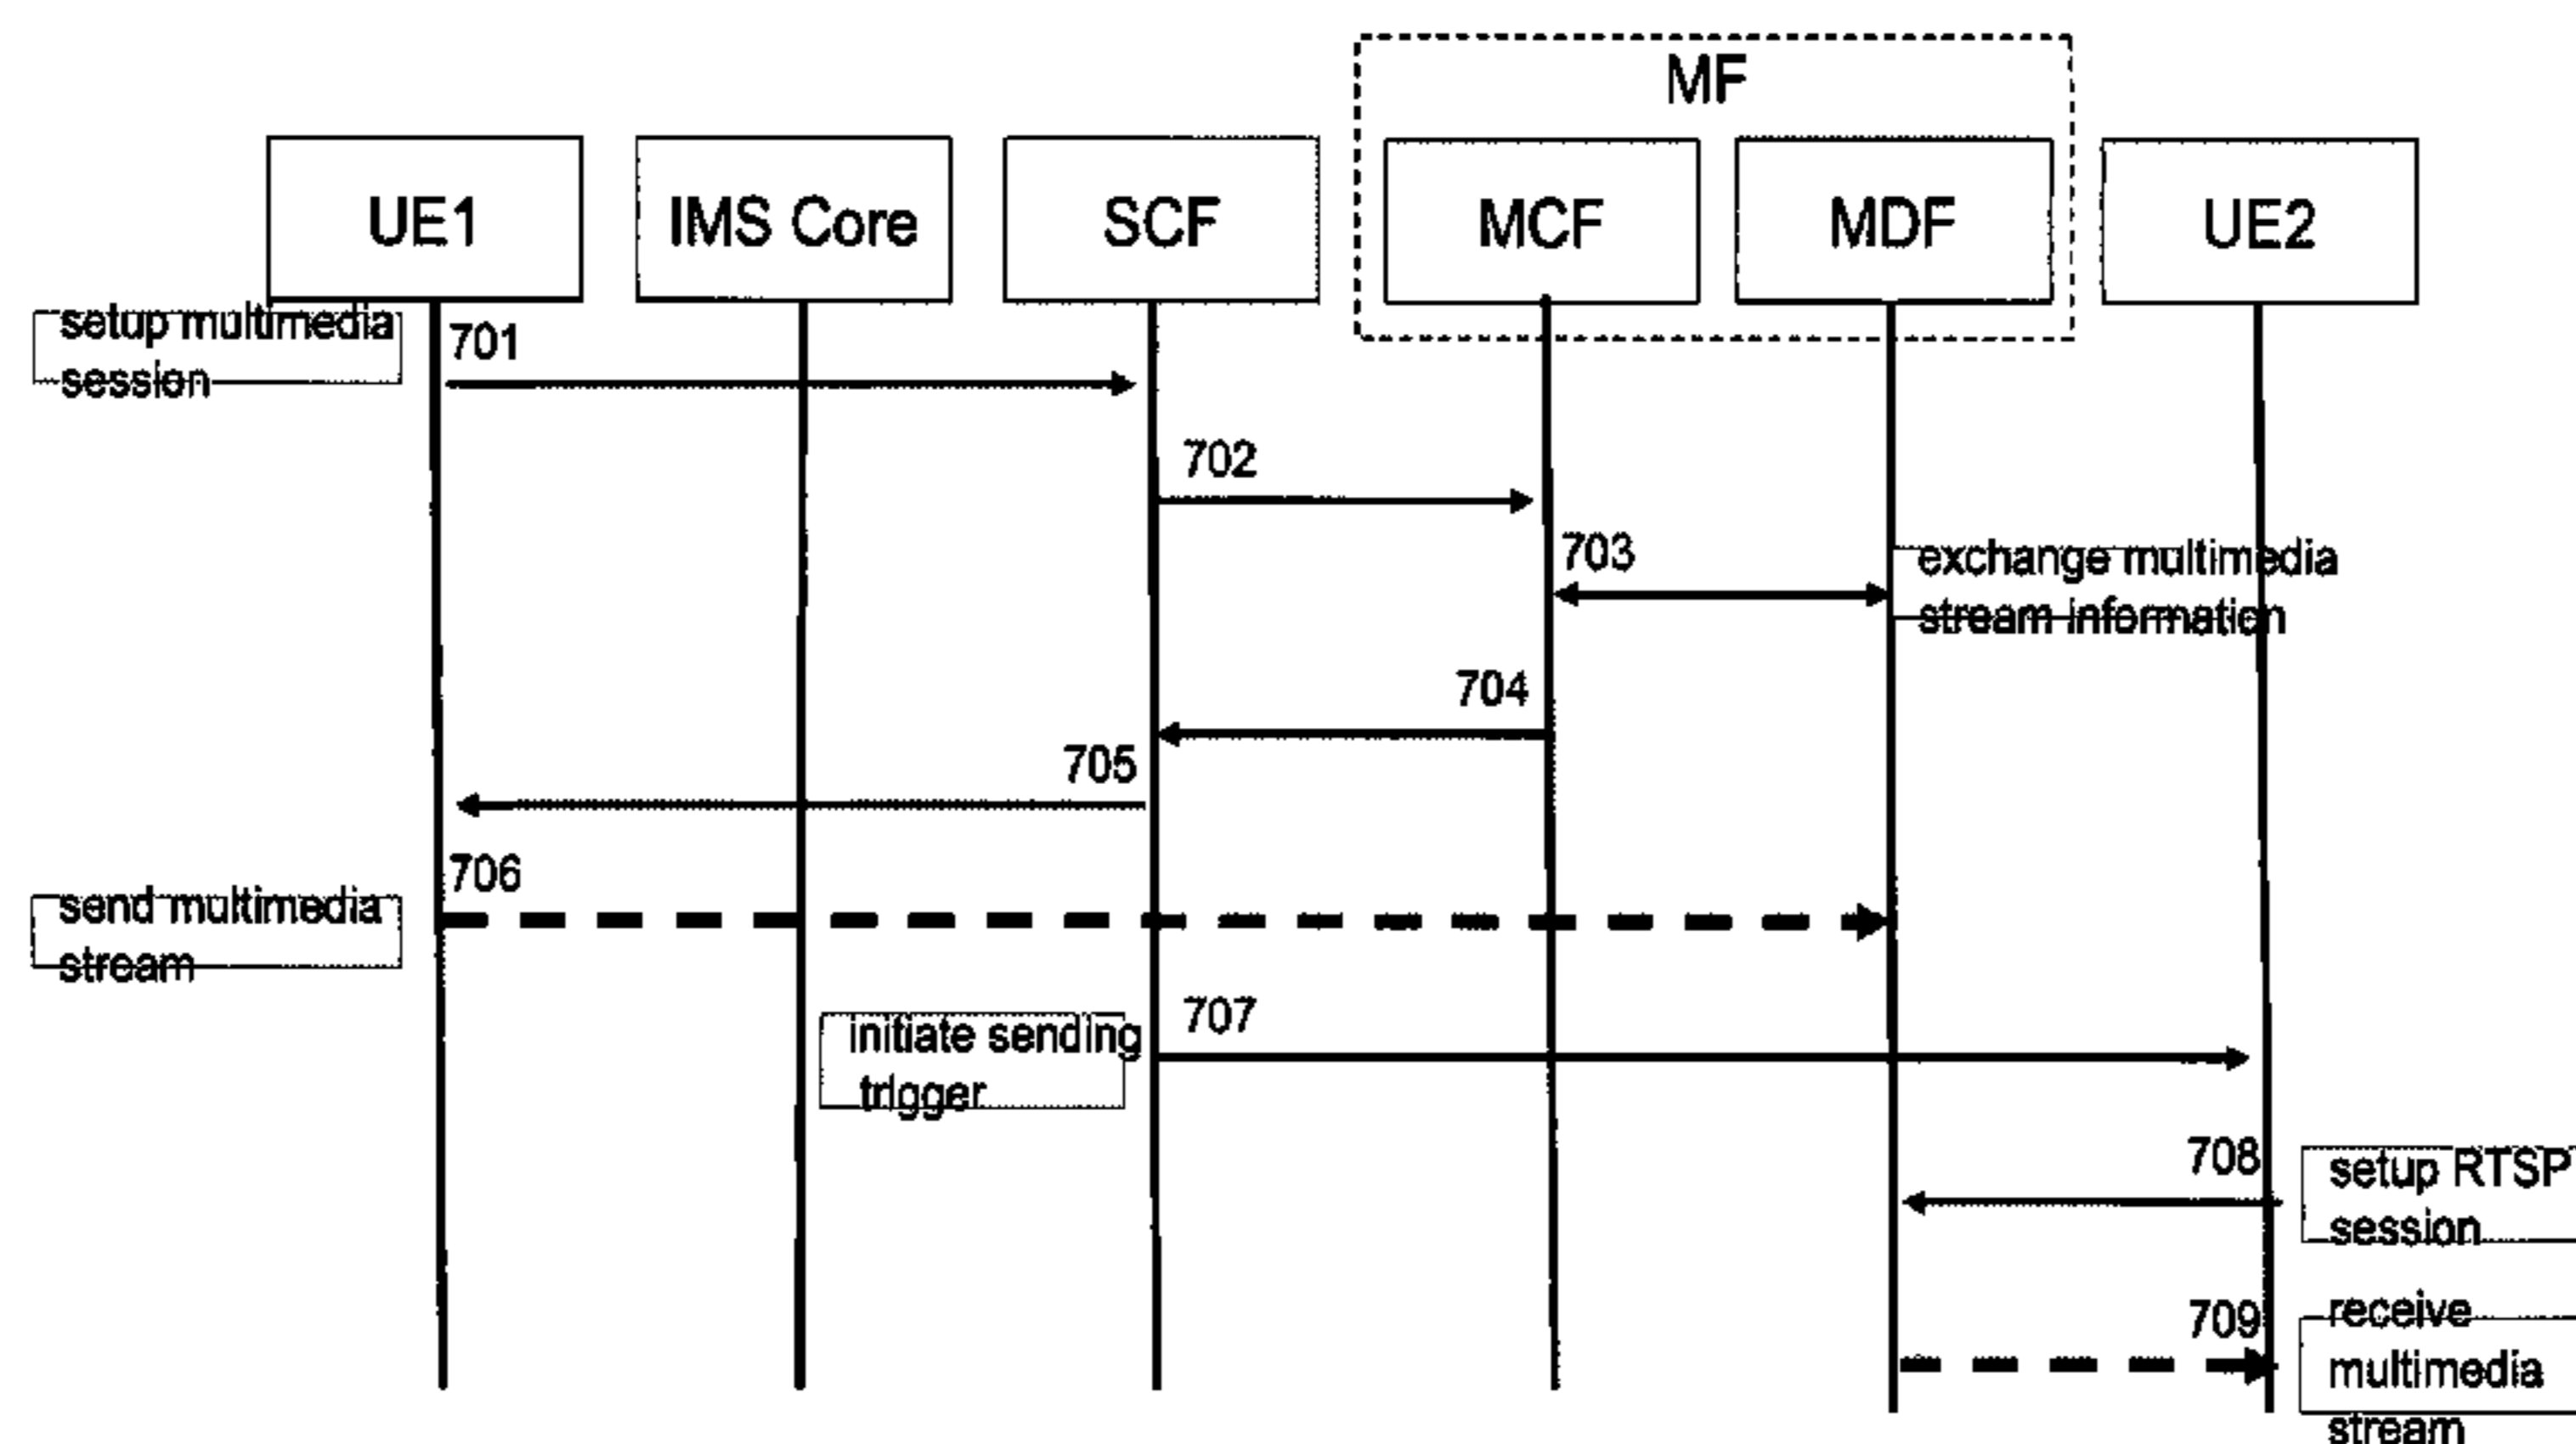 MF
UE1
IMS Core
SCF
MCF
MDF
UE2
setup multimedia
session
701
702
703
exchange multimedia
stream information
704
705
706
send multimedia
stream
707
initiate sending
trigger
708
setup RTSP
session
709
receive
multimedia
stream